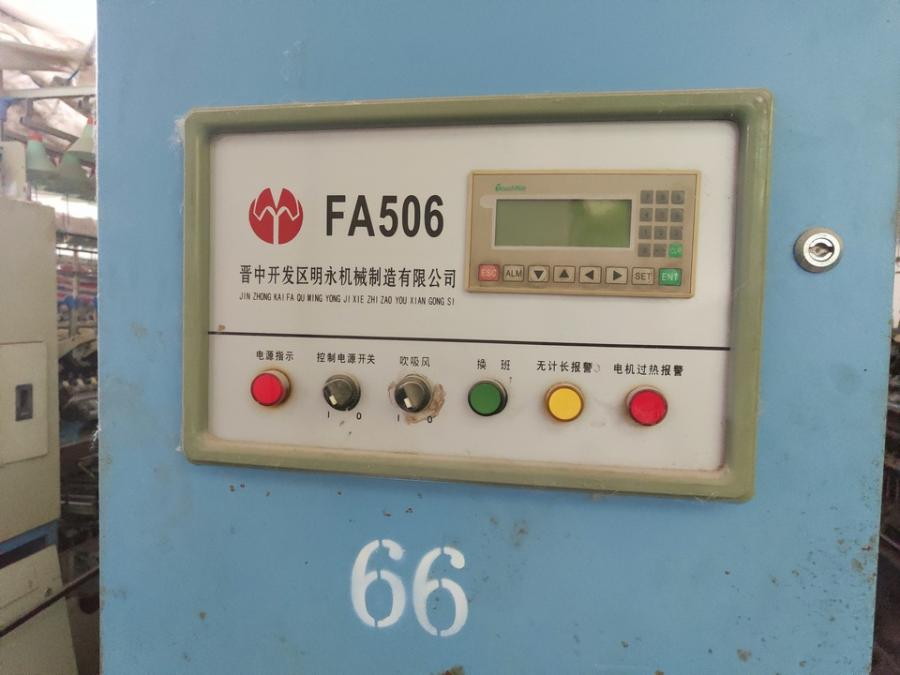 FA506
晋中开发区明永机械制造有限公司
JIN ZHONG KAI FA QU MING YONG JI XIE ZHI ZAO YOU XIAN GONG SI
TouchWin
ESC ALM ▼ ▲ ◀ ▶ SET ENT
CLR
电源指示 控制电源开关 吹吸风 换 班 无计长报警 电机过热报警
I O I O
66